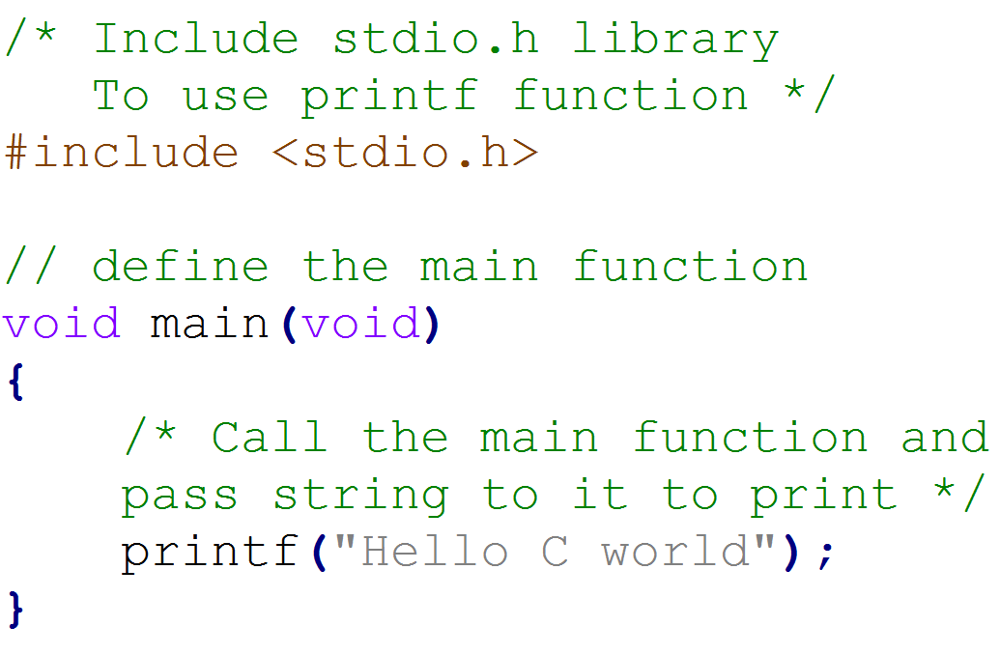 /* Include stdio.h library
   To use printf function */
#include <stdio.h>

// define the main function
void main(void)
{
    /* Call the main function and
    pass string to it to print */
    printf("Hello C world");
}